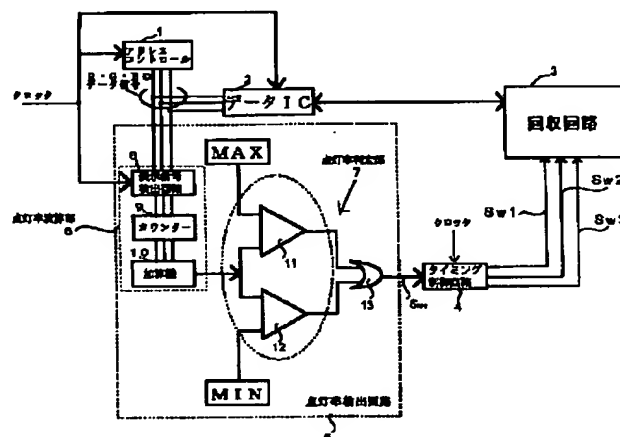 1
アドレス
コントロール
R・G・Bの
データ信号
クロック
2
データIC
3
回収回路
MAX
点灯率判定部
7
8
検出回路
点灯率演算部
6
9
カウンター
10
加算機
11
12
13
Sw1
Sw2
クロック
タイミング
制御回路
4
MIN
点灯率検出回路